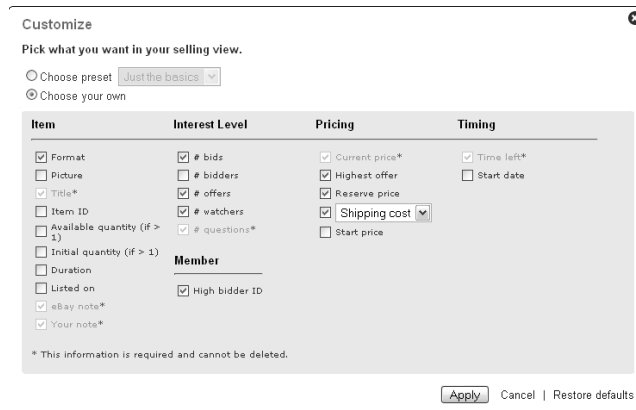 Customize
Pick what you want in your selling view.
Choose preset Just the basics
Choose your own
Item
Format
Picture
Title*
Item ID
Available quantity (if >
1)
Initial quantity (if > 1)
Duration
Listed on
eBay note*
Your note*
Interest Level
# bids
# bidders
# offers
# watchers
# questions*
Member
High bidder ID
Pricing
Current price*
Highest offer
Reserve price
Shipping cost
Start price
Timing
Time left*
Start date
* This information is required and cannot be deleted.
Apply Cancel | Restore defaults